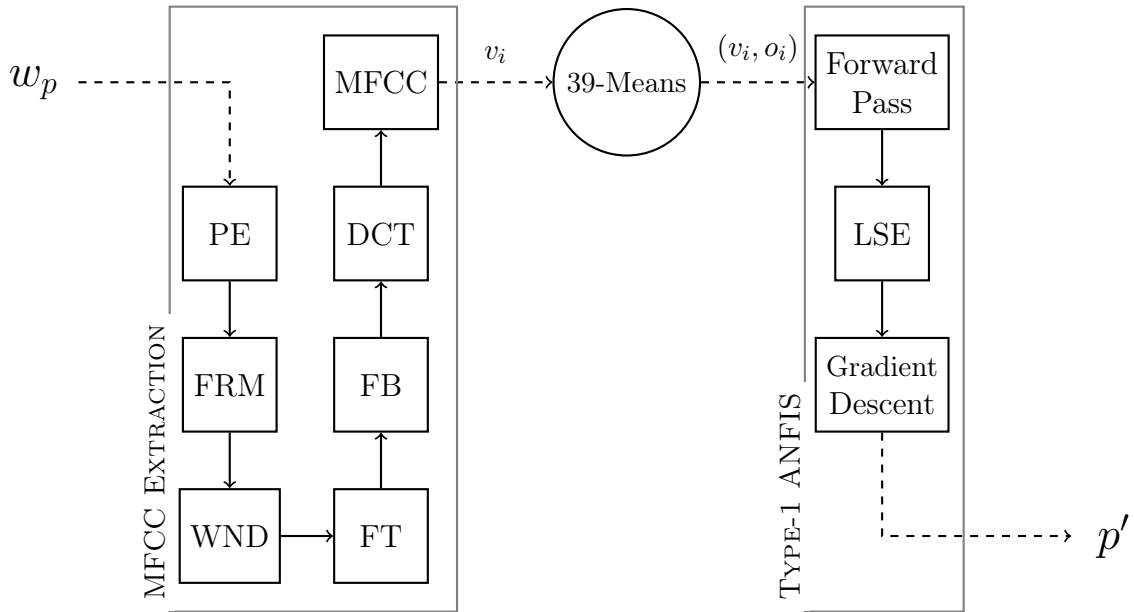 w_p
MFCC
v_i
39-Means
(v_i, o_i)
Forward
Pass
PE
DCT
LSE
FRM
FB
Gradient
Descent
WND
FT
p′
MFCC EXTRACTION
TYPE-1 ANFIS